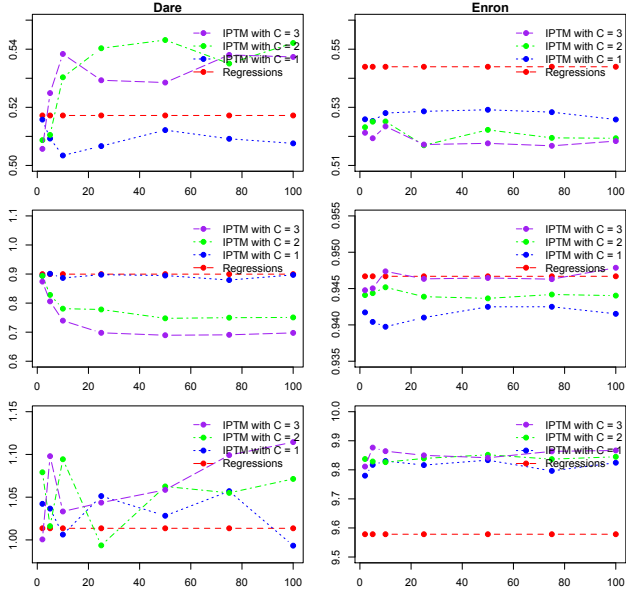 Dare
0.50 0.52 0.54
IPTM with C = 3
IPTM with C = 2
IPTM with C = 1
Regressions
0 20 40 60 80 100
Enron
0.51 0.53 0.55
IPTM with C = 3
IPTM with C = 2
IPTM with C = 1
Regressions
0 20 40 60 80 100
0.6 0.7 0.8 0.9 1.0 1.1
IPTM with C = 3
IPTM with C = 2
IPTM with C = 1
Regressions
0 20 40 60 80 100
0.935 0.940 0.945 0.950 0.955
IPTM with C = 3
IPTM with C = 2
IPTM with C = 1
Regressions
0 20 40 60 80 100
1.00 1.05 1.10 1.15
IPTM with C = 3
IPTM with C = 2
IPTM with C = 1
Regressions
0 20 40 60 80 100
9.5 9.6 9.7 9.8 9.9 10.0
IPTM with C = 3
IPTM with C = 2
IPTM with C = 1
Regressions
0 20 40 60 80 100